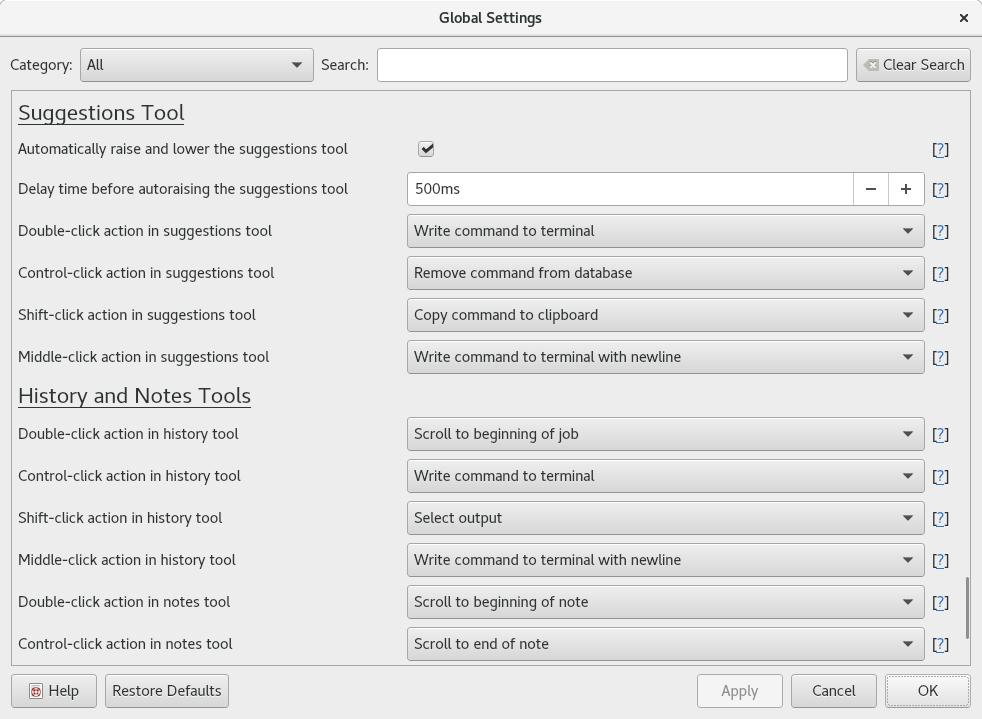 Global Settings
Category: All Search: Clear Search
Suggestions Tool
Automatically raise and lower the suggestions tool [?]
Delay time before autoraising the suggestions tool 500ms − + [?]
Double-click action in suggestions tool Write command to terminal [?]
Control-click action in suggestions tool Remove command from database [?]
Shift-click action in suggestions tool Copy command to clipboard [?]
Middle-click action in suggestions tool Write command to terminal with newline [?]
History and Notes Tools
Double-click action in history tool Scroll to beginning of job [?]
Control-click action in history tool Write command to terminal [?]
Shift-click action in history tool Select output [?]
Middle-click action in history tool Write command to terminal with newline [?]
Double-click action in notes tool Scroll to beginning of note [?]
Control-click action in notes tool Scroll to end of note [?]
Help Restore Defaults Apply Cancel OK